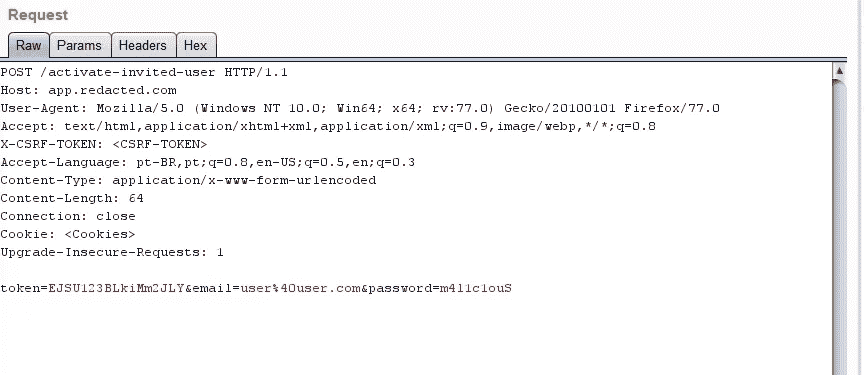 Request
Raw Params Headers Hex
POST /activate-invited-user HTTP/1.1
Host: app.redacted.com
User-Agent: Mozilla/5.0 (Windows NT 10.0; Win64; x64; rv:77.0) Gecko/20100101 Firefox/77.0
Accept: text/html,application/xhtml+xml,application/xml;q=0.9,image/webp,*/*;q=0.8
X-CSRF-TOKEN: <CSRF-TOKEN>
Accept-Language: pt-BR,pt;q=0.8,en-US;q=0.5,en;q=0.3
Content-Type: application/x-www-form-urlencoded
Content-Length: 64
Connection: close
Cookie: <Cookies>
Upgrade-Insecure-Requests: 1
token=EJSU123BLkiMm2JLY&email=user%40user.com&password=m4l1c1ouS